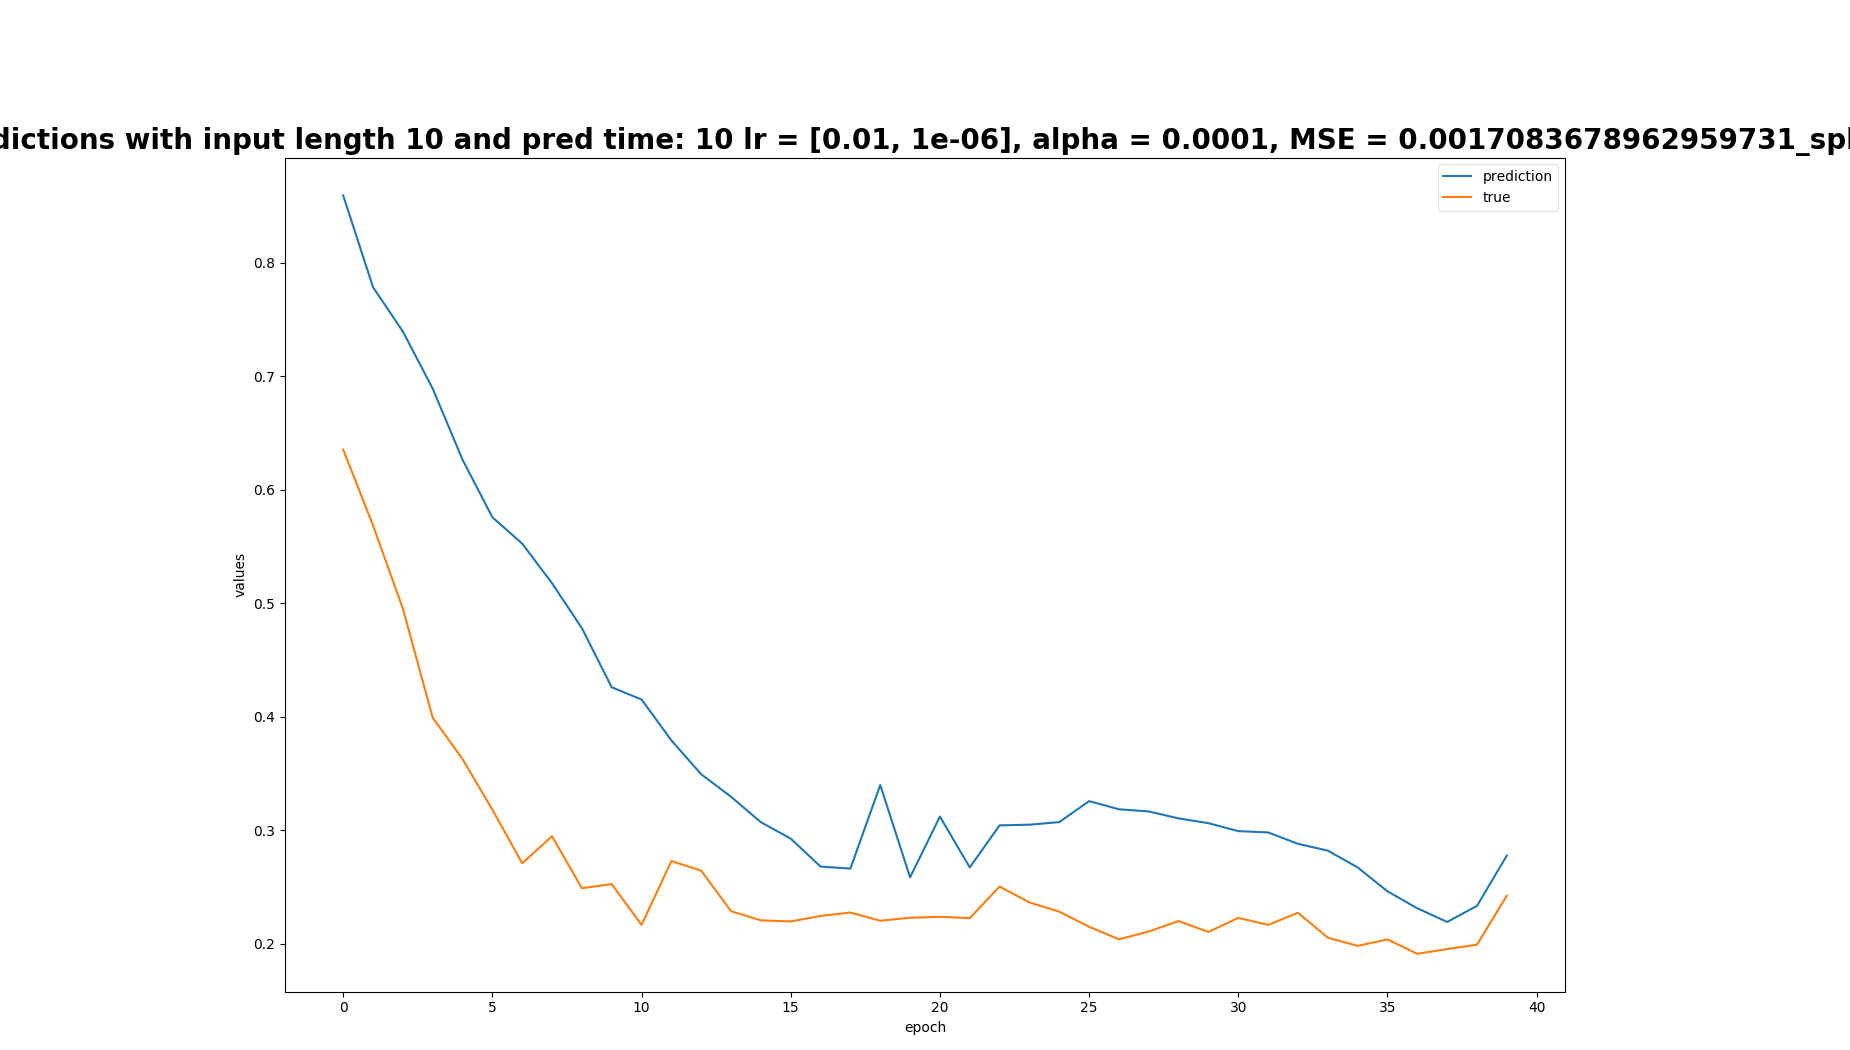 dictions with input length 10 and pred time: 10 lr = [0.01, 1e-06], alpha = 0.0001, MSE = 0.0017083678962959731_spl
prediction
true
0.8
0.7
0.6
0.5
0.4
0.3
0.2
values
0 5 10 15 20 25 30 35 40
epoch